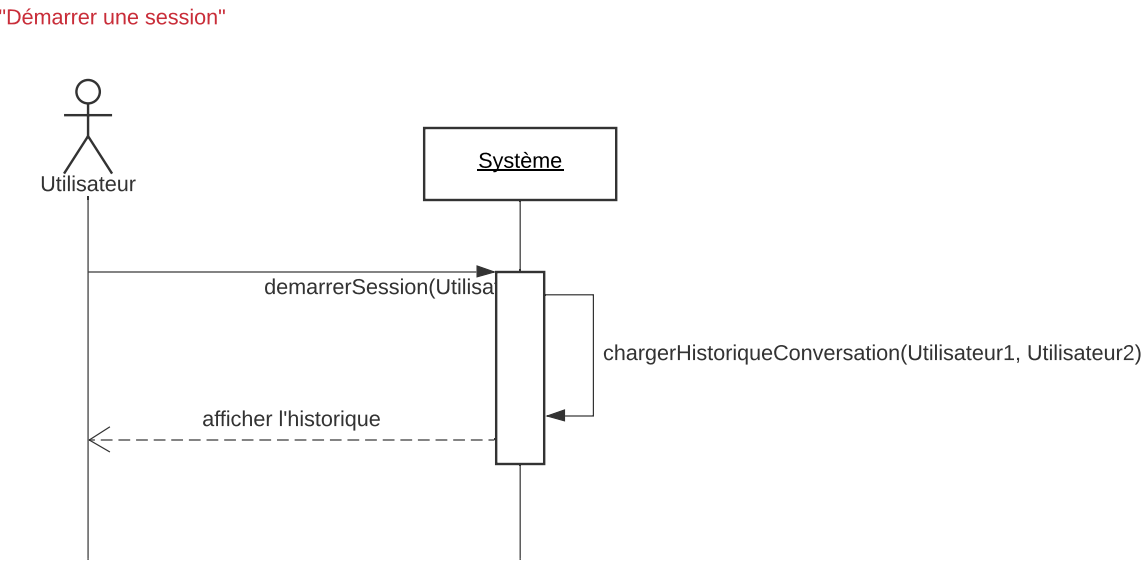 "Démarrer une session"
Utilisateur
Système
demarrerSession(Utilisa
chargerHistoriqueConversation(Utilisateur1, Utilisateur2)
afficher l'historique